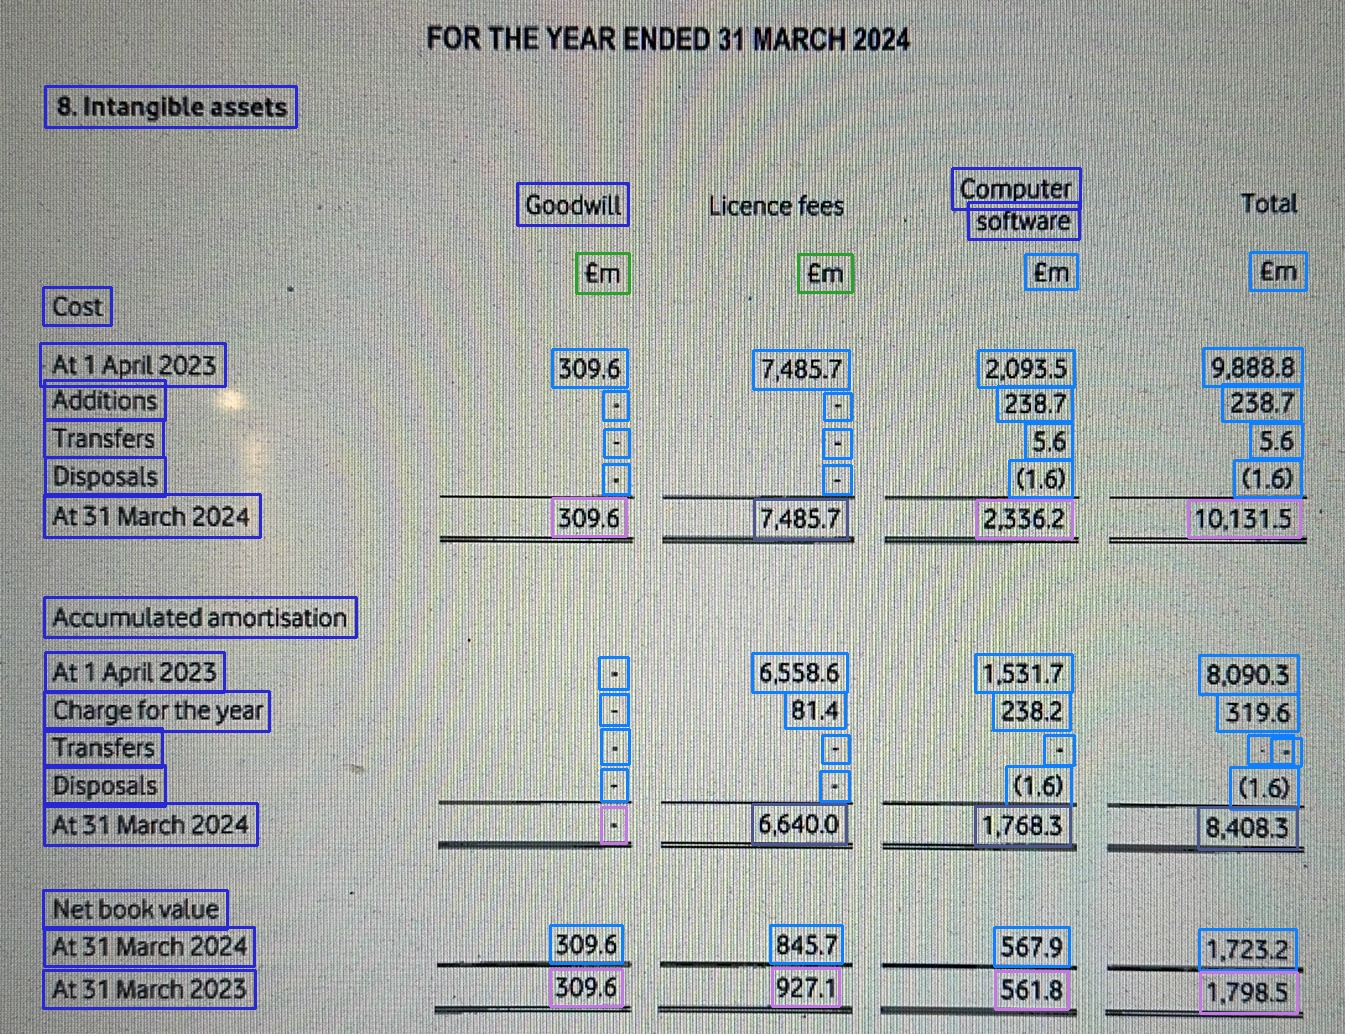 FOR THE YEAR ENDED 31 MARCH 2024
8. Intangible assets
Goodwill Licence fees Computer software Total
£m £m £m £m
Cost
At 1 April 2023 309.6 7,485.7 2,093.5 9,888.8
Additions - - 238.7 238.7
Transfers - - 5.6 5.6
Disposals - - (1.6) (1.6)
At 31 March 2024 309.6 7,485.7 2,336.2 10,131.5
Accumulated amortisation
At 1 April 2023 - 6,558.6 1,531.7 8,090.3
Charge for the year - 81.4 238.2 319.6
Transfers - - - -
Disposals - - (1.6) (1.6)
At 31 March 2024 - 6,640.0 1,768.3 8,408.3
Net book value
At 31 March 2024 309.6 845.7 567.9 1,723.2
At 31 March 2023 309.6 927.1 561.8 1,798.5